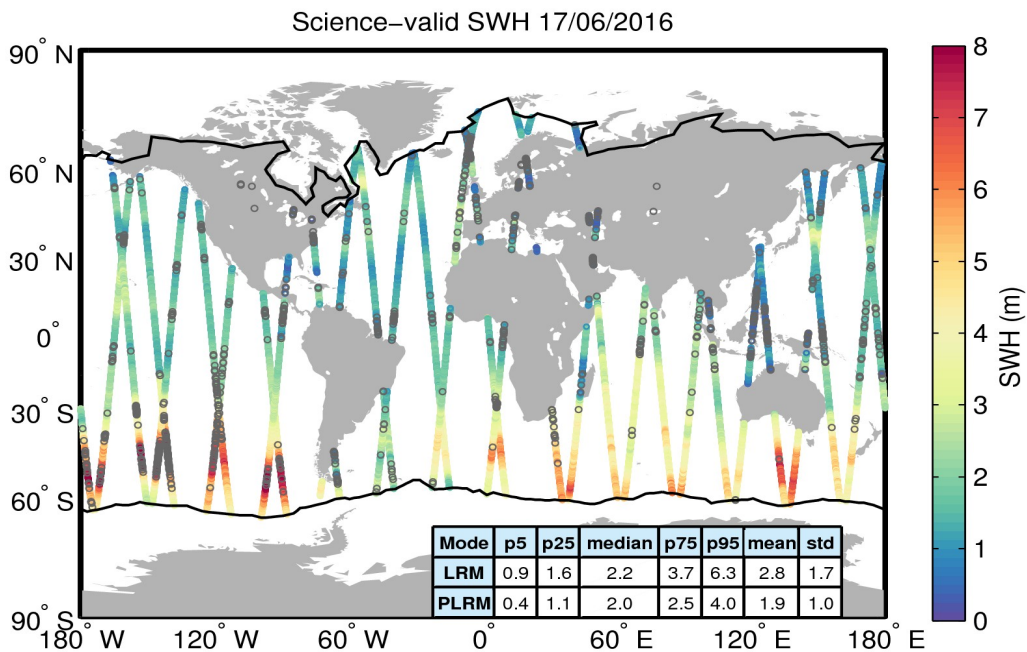 Science−valid SWH 17/06/2016
90° N
60° N
30° N
0°
30° S
60° S
90° S
180° W
120° W
60° W
0°
60° E
120° E
180° E
8
7
6
5
4
3
2
1
0
SWH (m)
Mode p5 p25 median p75 p95 mean std
LRM 0.9 1.6 2.2 3.7 6.3 2.8 1.7
PLRM 0.4 1.1 2.0 2.5 4.0 1.9 1.0